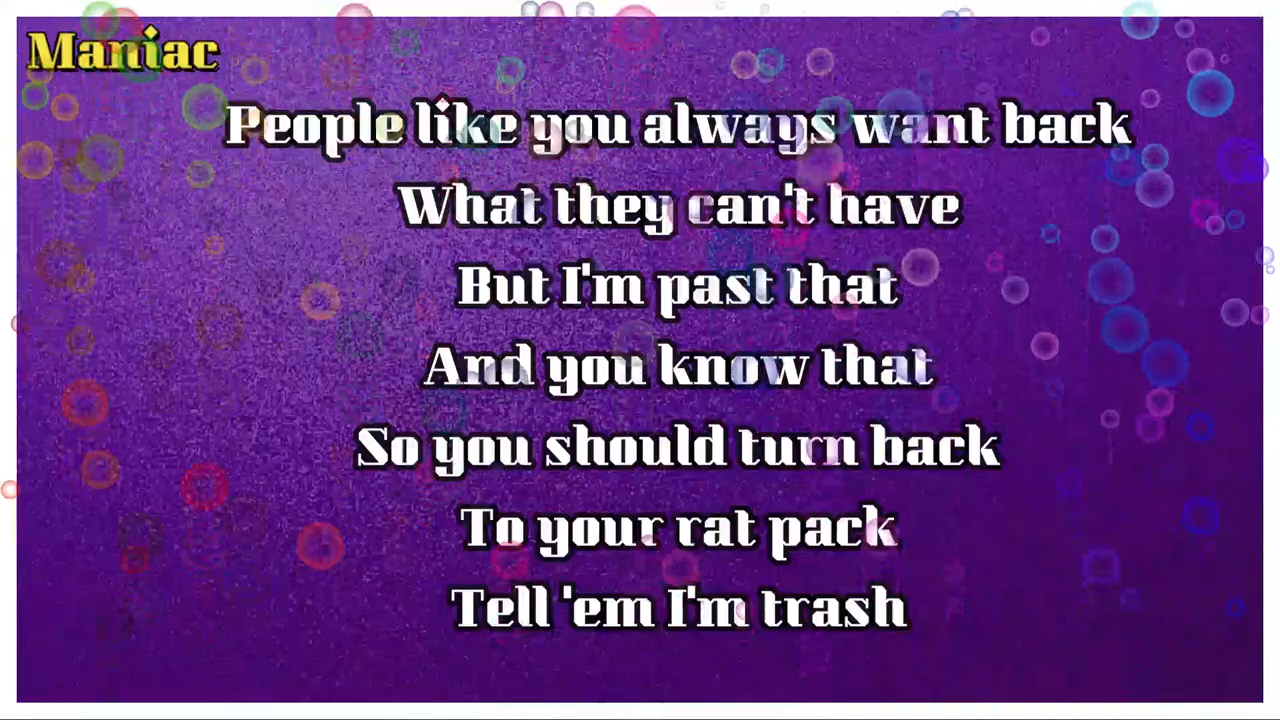 Maniac
People like you always want back
What they can't have
But I'm past that
And you know that
So you should turn back
To your rat pack
Tell 'em I'm trash